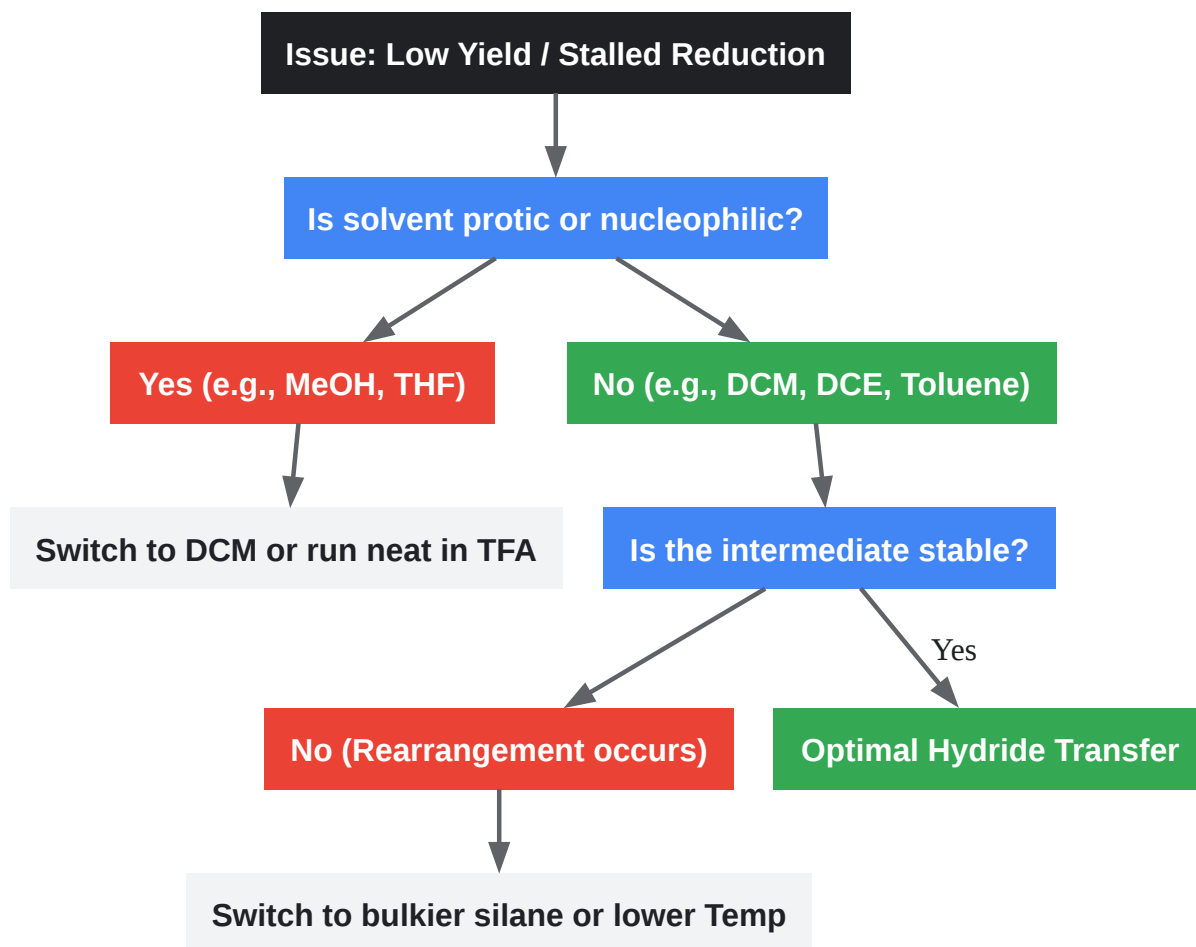 Issue: Low Yield / Stalled Reduction
Is solvent protic or nucleophilic?
Yes (e.g., MeOH, THF)
No (e.g., DCM, DCE, Toluene)
Switch to DCM or run neat in TFA
Is the intermediate stable?
Yes
No (Rearrangement occurs)
Optimal Hydride Transfer
Switch to bulkier silane or lower Temp